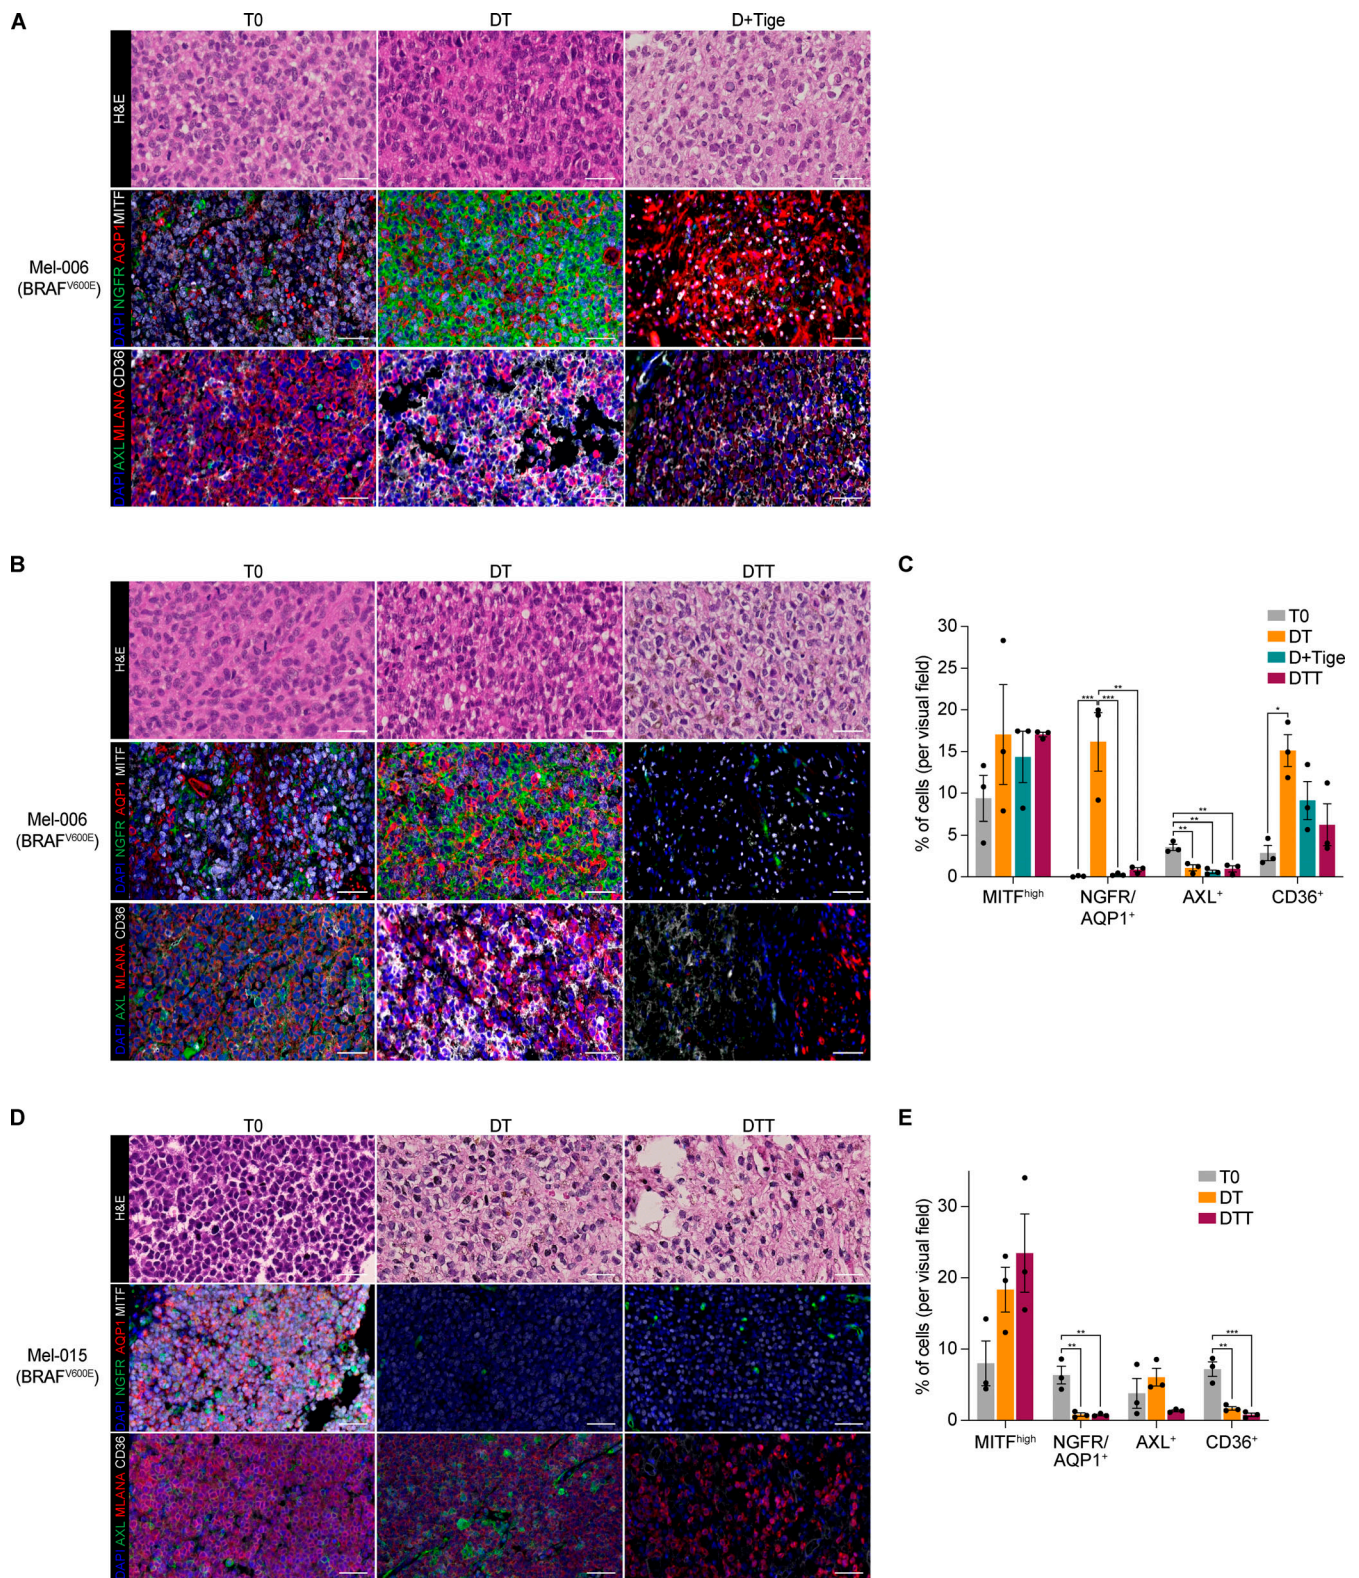 A
T0 DT D+Tige
H&E
Mel-006
(BRAFV600E)
DAPI NGFR AQP1 MITF
DAPI AXL MLANA CD36
B
T0 DT DTT
H&E
Mel-006
(BRAFV600E)
DAPI NGFR AQP1 MITF
DAPI AXL MLANA CD36
C
T0
DT
D+Tige
DTT
% of cells (per visual field)
30
25
20
15
10
5
0
*** *** **
** ** **
*
MITFhigh NGFR/ AXL+ CD36+
AQP1+
D
T0 DT DTT
H&E
Mel-015
(BRAFV600E)
DAPI NGFR AQP1 MITF
DAPI AXL MLANA CD36
E
T0
DT
DTT
% of cells (per visual field)
30
20
10
0
** **
** ***
MITFhigh NGFR/ AXL+ CD36+
AQP1+